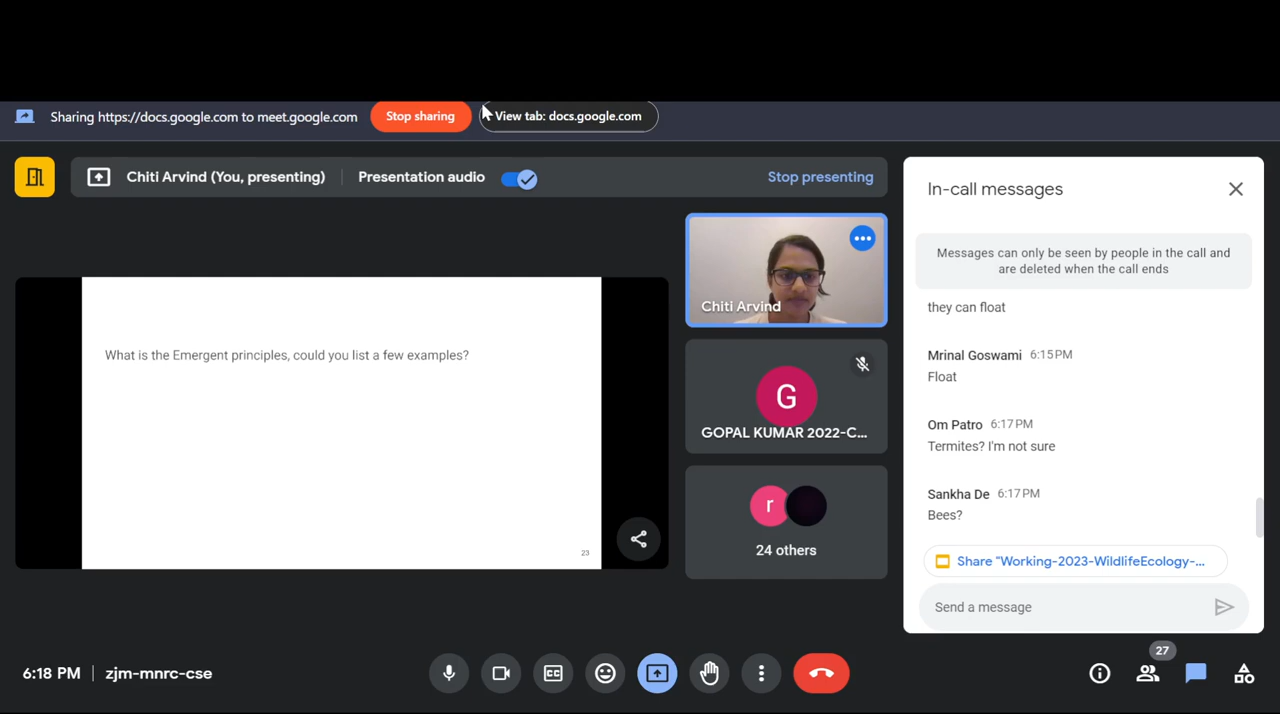 Sharing https://docs.google.com to meet.google.com
Stop sharing
View tab: docs.google.com
Chiti Arvind (You, presenting)
Presentation audio
Stop presenting
What is the Emergent principles, could you list a few examples?
23
Chiti Arvind
G
GOPAL KUMAR 2022-C...
r
24 others
In-call messages
Messages can only be seen by people in the call and
are deleted when the call ends
they can float
Mrinal Goswami 6:15 PM
Float
Om Patro 6:17 PM
Termites? I'm not sure
Sankha De 6:17 PM
Bees?
Share "Working-2023-WildlifeEcology-...
Send a message
6:18 PM
zjm-mnrc-cse
CC
27